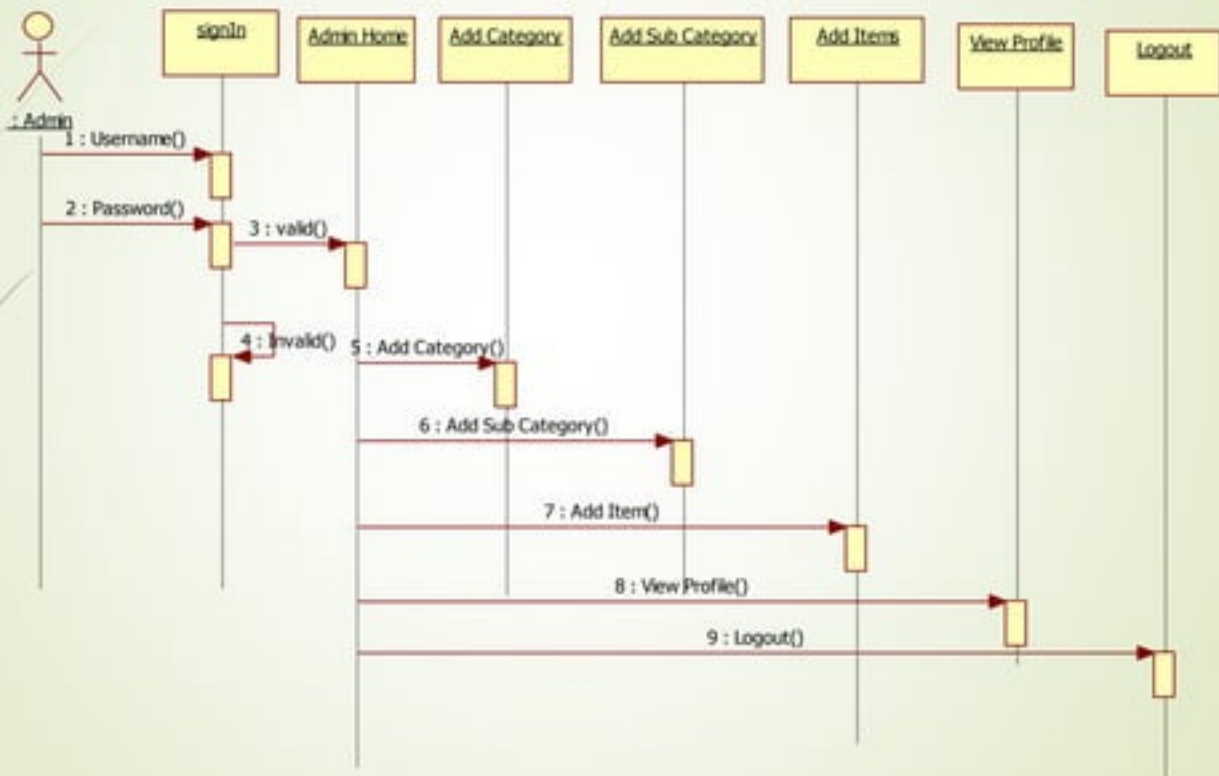 signIn
Admin Home
Add Category
Add Sub Category
Add Items
View Profile
Logout
: Admin
1 : Username()
2 : Password()
3 : valid()
4 : Invalid()
5 : Add Category()
6 : Add Sub Category()
7 : Add Item()
8 : View Profile()
9 : Logout()